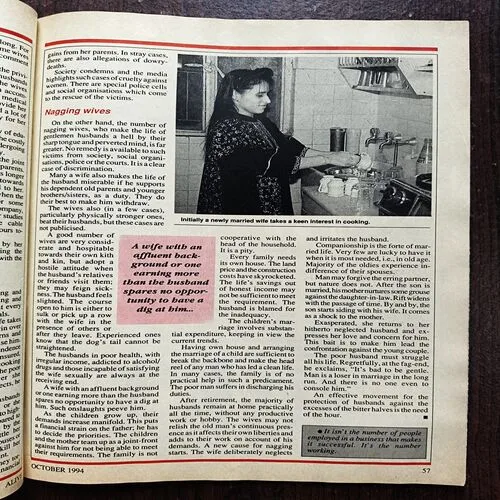 long. For
gains from her parents. In stray cases,
there are also allegations of dowry-
deaths.
Society condemns and the media
highlights such cases of cruelty against
women. There are special police cells
and social organisations which come
to the rescue of the victims.
Nagging wives
On the other hand, the number of
nagging wives, who make the life of
gentlemen husbands a hell by their
sharp tongue and perverted mind, is far
greater. No remedy is available to such
victims from society, social organi-
sations, police or the courts. It is a clear
case of discrimination.
Many a wife also makes the life of
the husband miserable if he supports
his dependent old parents and younger
brothers/sisters, as a duty. They do
their best to make him withdraw.
The wives also (in a few cases),
particularly physically stronger ones,
beat their husbands, but these cases are
not publicised.
A good number of
wives are very consid-
erate and hospitable
towards their own kith
and kin, but adopt a
hostile attitude when
the husband's relatives
or friends visit them;
they may feign sick-
ness. The husband feels
slighted. The course
open to him is either to
sulk or pick up a row
with the wife in the
presence of others or
after they leave. Experienced ones
know that the dog's tail cannot be
straightened.
The husbands in poor health, with
irregular income, addicted to alcohol/
drugs and those incapable of satisfying
the wife sexually are always at the
receiving end.
A wife with an affluent background
or one earning more than the husband
spares no opportunity to have a dig at
him. Such onslaughts peeve him.
As the children grow up, their
demands increase manifold. This puts
a financial strain on the father; he has
to decide the priorities. The children
and the mother team up as a joint-front
against him for not being able to meet
their requirements. The family is not
A wife with an
affluent back-
ground or one
earning more
than the husband
spares no oppor-
tunity to have a
dig at him...
Initially a newly married wife takes a keen interest in cooking.
cooperative with the head of
the household.
It is a pity.
Every family needs
its own house. The land
price and the construction
costs have skyrocketed.
The life's savings out
of honest income may
not be sufficient to meet
the requirement. The
husband is blamed for
inadequacy.
The children's mar-
riage involves substan-
tial expenditure, keeping in view the
current trends.
Having own house and arranging
the marriage of a child are sufficient to
break the backbone and make the head
reel of any man who has led a clean life.
In many cases, the family is of no
practical help in such a predicament.
The poor man suffers in discharging his
duties.
After retirement, the majority of
husbands remain at home practically
all the time, without any productive
work or hobby. The wives may not
relish the old man's continuous pres-
ence as it affects their own liberties and
adds to their work on account of his
demands. A new cause for nagging
starts. The wife deliberately neglects
and irritates the husband.
Companionship is the forte of mar-
ried life. Very few are lucky to have it
when it is most needed, i.e., in old age.
Majority of the oldies experience in-
difference of their spouses.
Man may forgive the erring partner,
but nature does not. After the son is
married, his mother nurtures some grouse
against the daughter-in-law. Rift widens
with the passage of time. By and by, the
son starts siding with his wife. It comes
as a shock to the mother.
Exasperated, she returns to her
hitherto neglected husband and ex-
presses her love and concern for him.
This bait is to make him lead the
confrontation against the young couple.
The poor husband must struggle
all his life. Regretfully, at the fag-end,
he exclaims, "It's bad to be gentle.
Man is a loser in marriage in the long
run. And there is no one even to
console him."
An effective movement for the
protection of husbands against the
excesses of the bitter halves is the need
of the hour.
• It isn't the number of people
employed in a business that makes
it successful. It's the number
working.
OCTOBER 1994
57